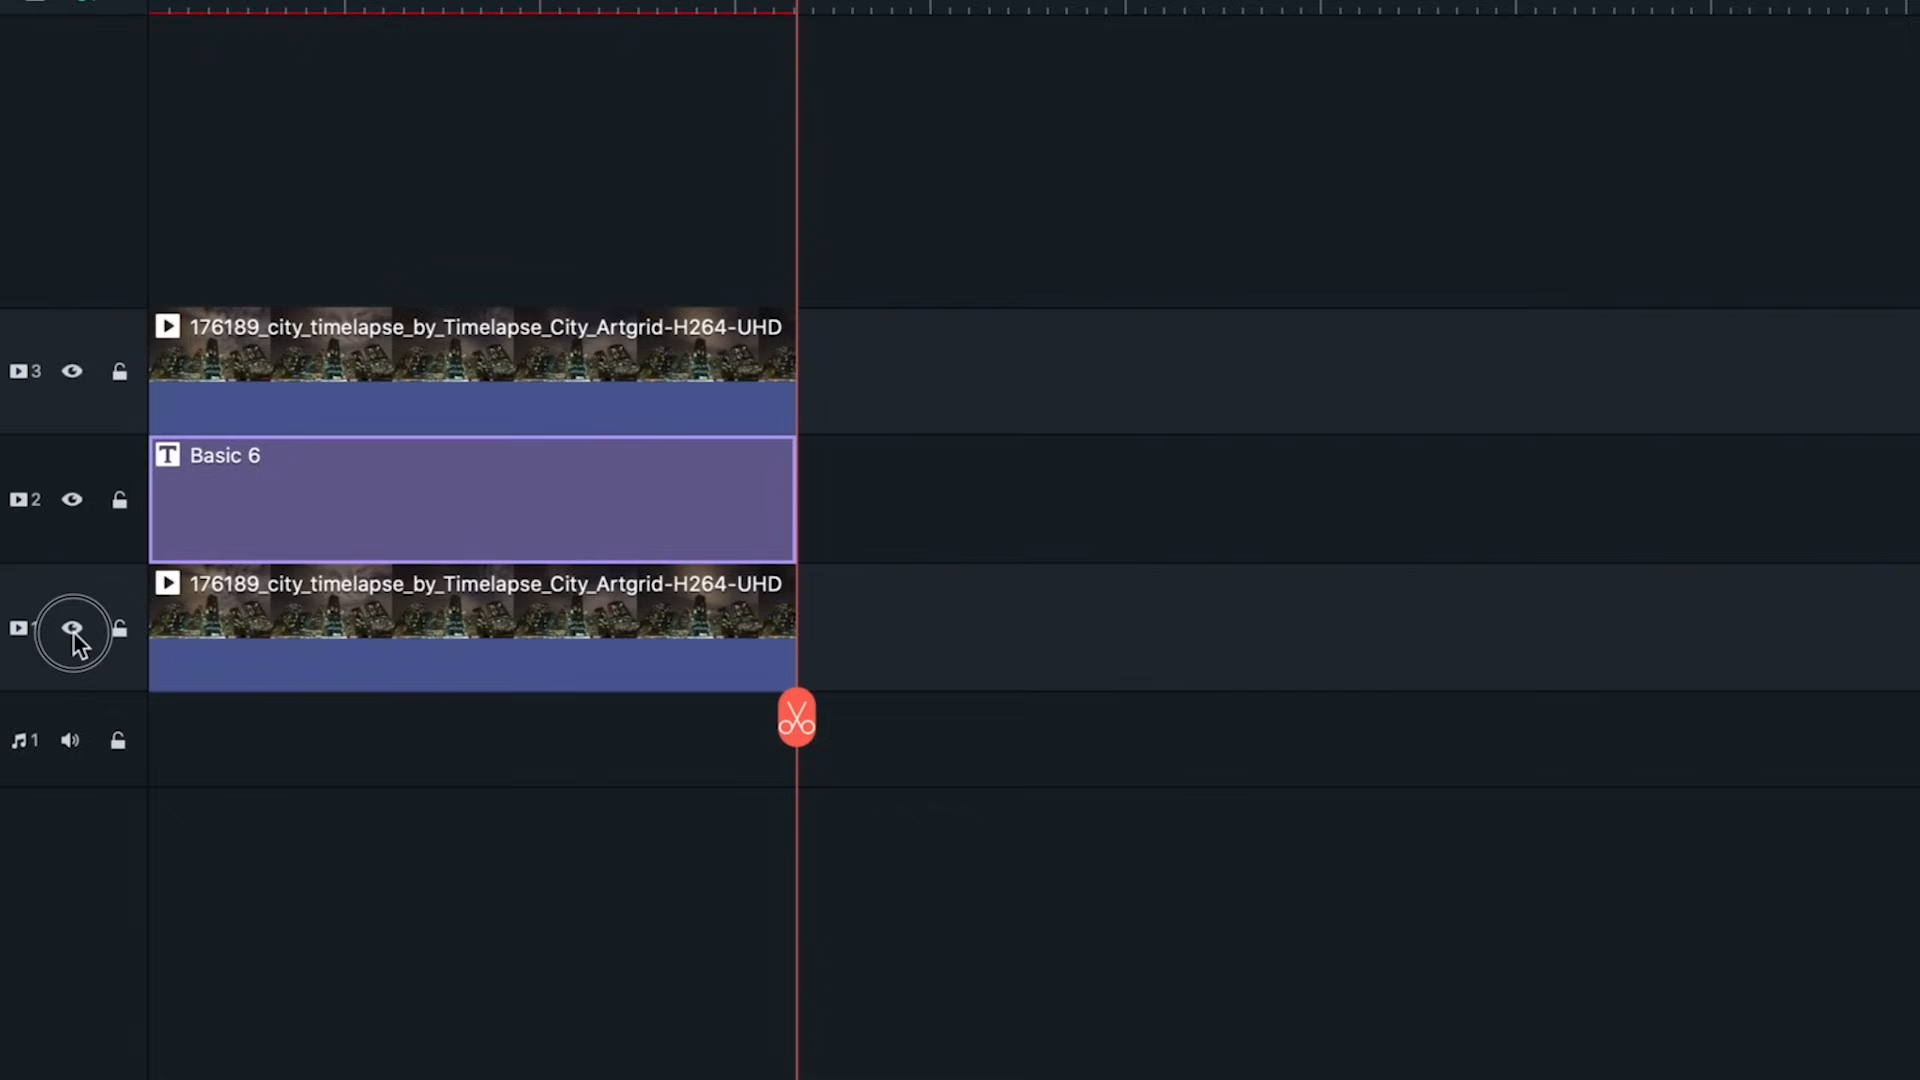 176189_city_timelapse_by_Timelapse_City_Artgrid-H264-UHD
3
T Basic 6
2
176189_city_timelapse_by_Timelapse_City_Artgrid-H264-UHD
1